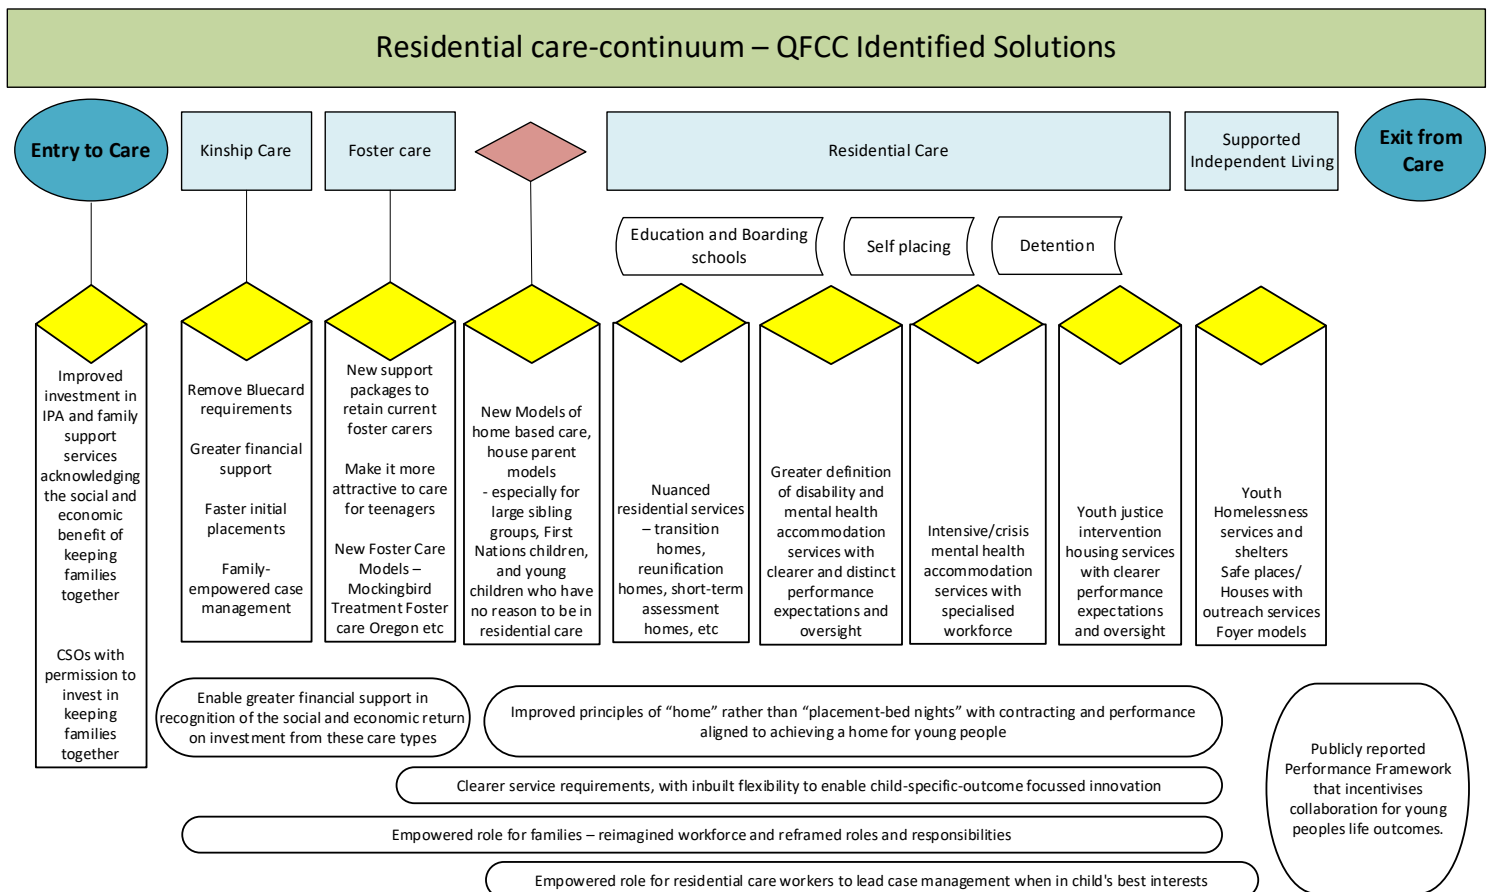 Residential care-continuum – QFCC Identified Solutions
Entry to Care
Kinship Care
Foster care
Residential Care
Supported
Independent Living
Exit from
Care
Education and Boarding
schools
Self placing
Detention
Improved
investment in
IPA and family
support
services
acknowledging
the social and
economic
benefit of
keeping
families
together
CSOs with
permission to
invest in
keeping
families
together
Remove Bluecard
requirements
Greater financial
support
Faster initial
placements
Family-
empowered case
management
New support
packages to
retain current
foster carers
Make it more
attractive to care
for teenagers
New Foster Care
Models –
Mockingbird
Treatment Foster
care Oregon etc
New Models of
home based care,
house parent
models
- especially for
large sibling
groups, First
Nations children,
and young
children who have
no reason to be in
residential care
Nuanced
residential services
– transition
homes,
reunification
homes, short-term
assessment
homes, etc
Greater definition
of disability and
mental health
accommodation
services with
clearer and distinct
performance
expectations and
oversight
Intensive/crisis
mental health
accommodation
services with
specialised
workforce
Youth justice
intervention
housing services
with clearer
performance
expectations
and oversight
Youth
Homelessness
services and
shelters
Safe places/
Houses with
outreach services
Foyer models
Enable greater financial support in
recognition of the social and economic return
on investment from these care types
Improved principles of “home” rather than “placement-bed nights” with contracting and performance
aligned to achieving a home for young people
Clearer service requirements, with inbuilt flexibility to enable child-specific-outcome focussed innovation
Empowered role for families – reimagined workforce and reframed roles and responsibilities
Empowered role for residential care workers to lead case management when in child's best interests
Publicly reported
Performance Framework
that incentivises
collaboration for young
peoples life outcomes.